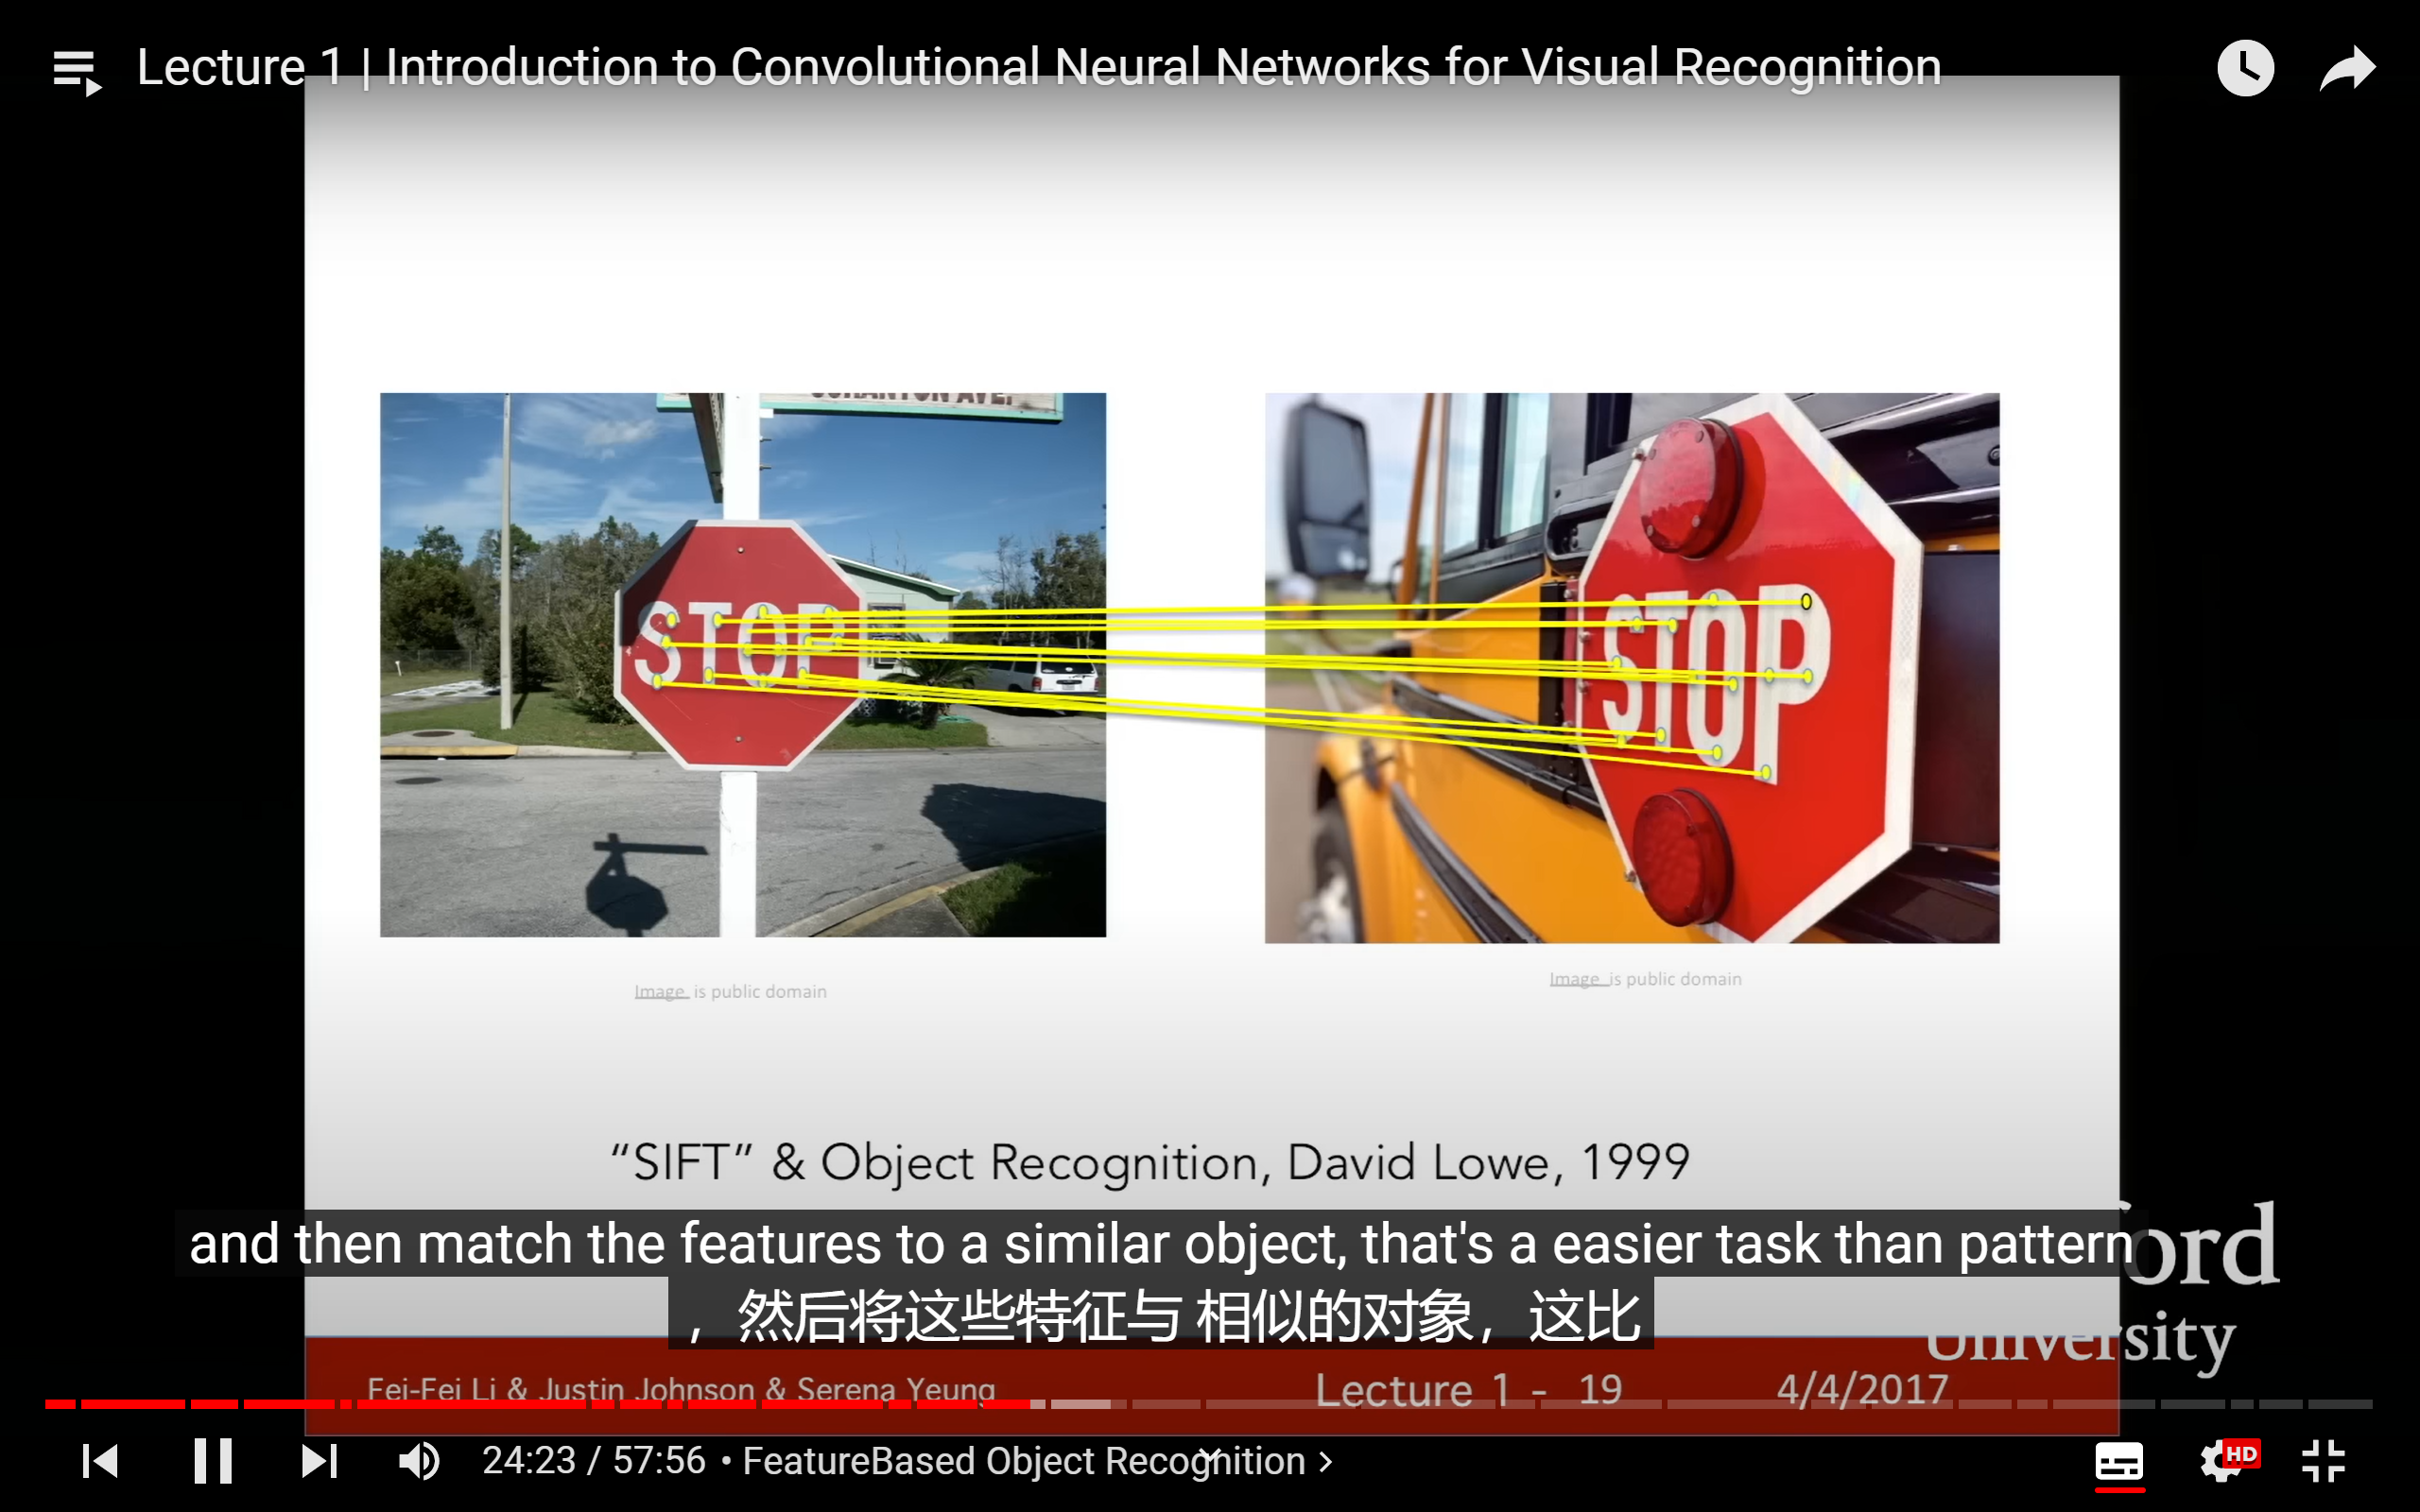 Lecture 1 | Introduction to Convolutional Neural Networks for Visual Recognition
STOP
STOP
Image is public domain
Image is public domain
“SIFT” & Object Recognition, David Lowe, 1999
and then match the features to a similar object, that's a easier task than pattern
，然后将这些特征与 相似的对象，这比
University
Fei-Fei Li & Justin Johnson & Serena Yeung
Lecture 1 - 19
4/4/2017
24:23 / 57:56 • FeatureBased Object Recognition
HD